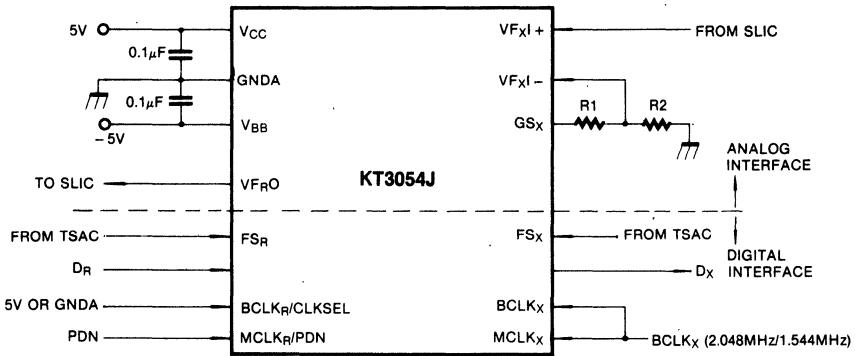 5V
VCC
VFXI+
FROM SLIC
0.1μF
GNDA
VFXI−
0.1μF
R1
R2
VBB
GSX
−5V
ANALOG
INTERFACE
KT3054J
TO SLIC
VFRO
FROM TSAC
FSR
FSX
FROM TSAC
DIGITAL
INTERFACE
DR
DX
5V OR GNDA
BCLKR/CLKSEL
BCLKX
PDN
MCLKR/PDN
MCLKX
BCLKX (2.048MHz/1.544MHz)